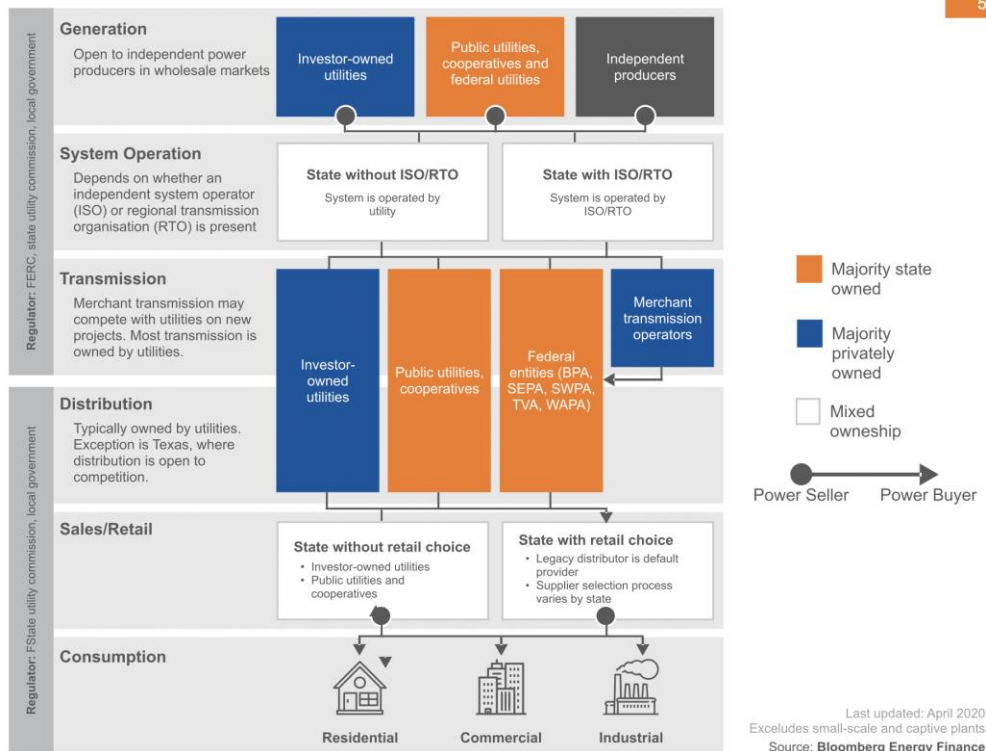 5
Regulator: FERC, state utility commission, local government
Generation
Open to independent power
producers in wholesale markets
Investor-owned
utilities
Public utilities,
cooperatives and
federal utilities
Independent
producers
System Operation
Depends on whether an
independent system operator
(ISO) or regional transmission
organisation (RTO) is present
State without ISO/RTO
System is operated by
utility
State with ISO/RTO
System is operated by
ISO/RTO
Transmission
Merchant transmission may
compete with utilities on new
projects. Most transmission is
owned by utilities.
Investor-
owned
utilities
Public utilities,
cooperatives
Federal
entities (BPA,
SEPA, SWPA,
TVA, WAPA)
Merchant
transmission
operators
Regulator: FState utility commission, local government
Distribution
Typically owned by utilities.
Exception is Texas, where
distribution is open to
competition.
Sales/Retail
State without retail choice
• Investor-owned utilities
• Public utilities and
cooperatives
State with retail choice
• Legacy distributor is default
provider
• Supplier selection process
varies by state
Consumption
Residential
Commercial
Industrial
Majority state
owned
Majority
privately
owned
Mixed
oweship
Power Seller
Power Buyer
Last updated: April 2020
Exceludes small-scale and captive plants
Source: Bloomberg Energy Finance